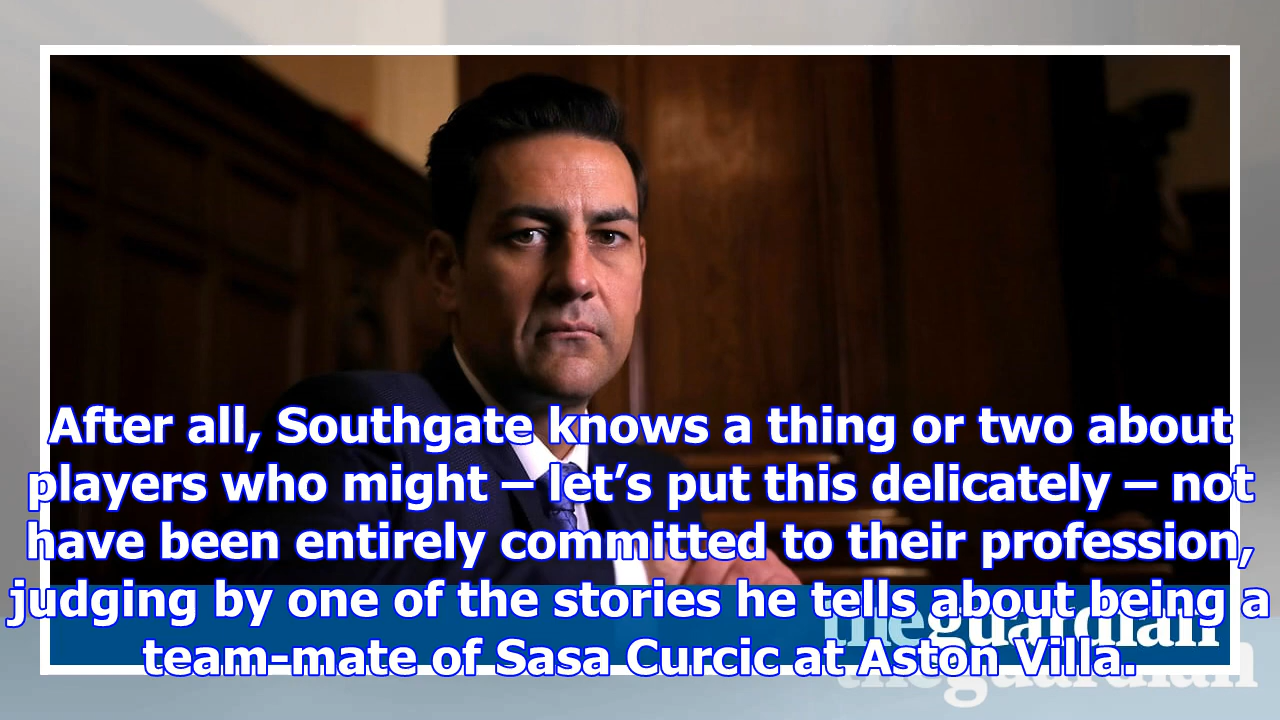 After all, Southgate knows a thing or two about
players who might – let’s put this delicately – not
have been entirely committed to their profession,
judging by one of the stories he tells about being a
team-mate of Sasa Curcic at Aston Villa.
theguardian
theguardian